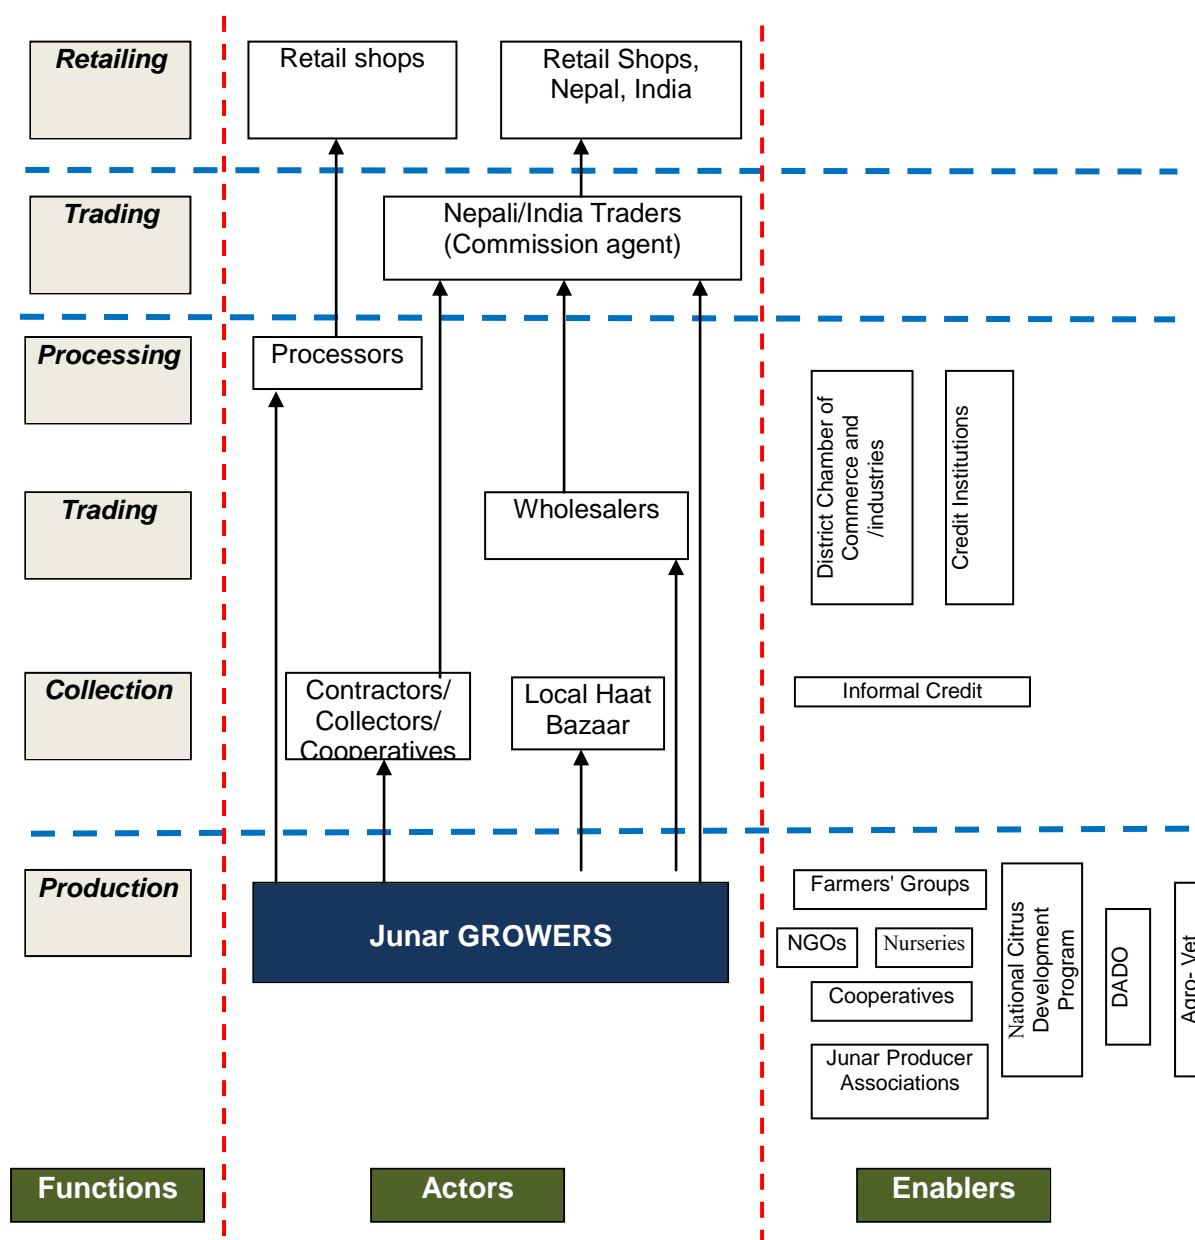 Retailing
Retail shops
Retail Shops,
Nepal, India
Trading
Nepali/India Traders
(Commission agent)
Processing
Processors
District Chamber of
Commerce and
/industries
Credit Institutions
Trading
Wholesalers
Collection
Contractors/
Collectors/
Cooperatives
Local Haat
Bazaar
Informal Credit
Production
Junar GROWERS
Farmers' Groups
NGOs
Nurseries
Cooperatives
Junar Producer
Associations
National Citrus
Development
Program
DADO
Agro- Vet
Functions
Actors
Enablers